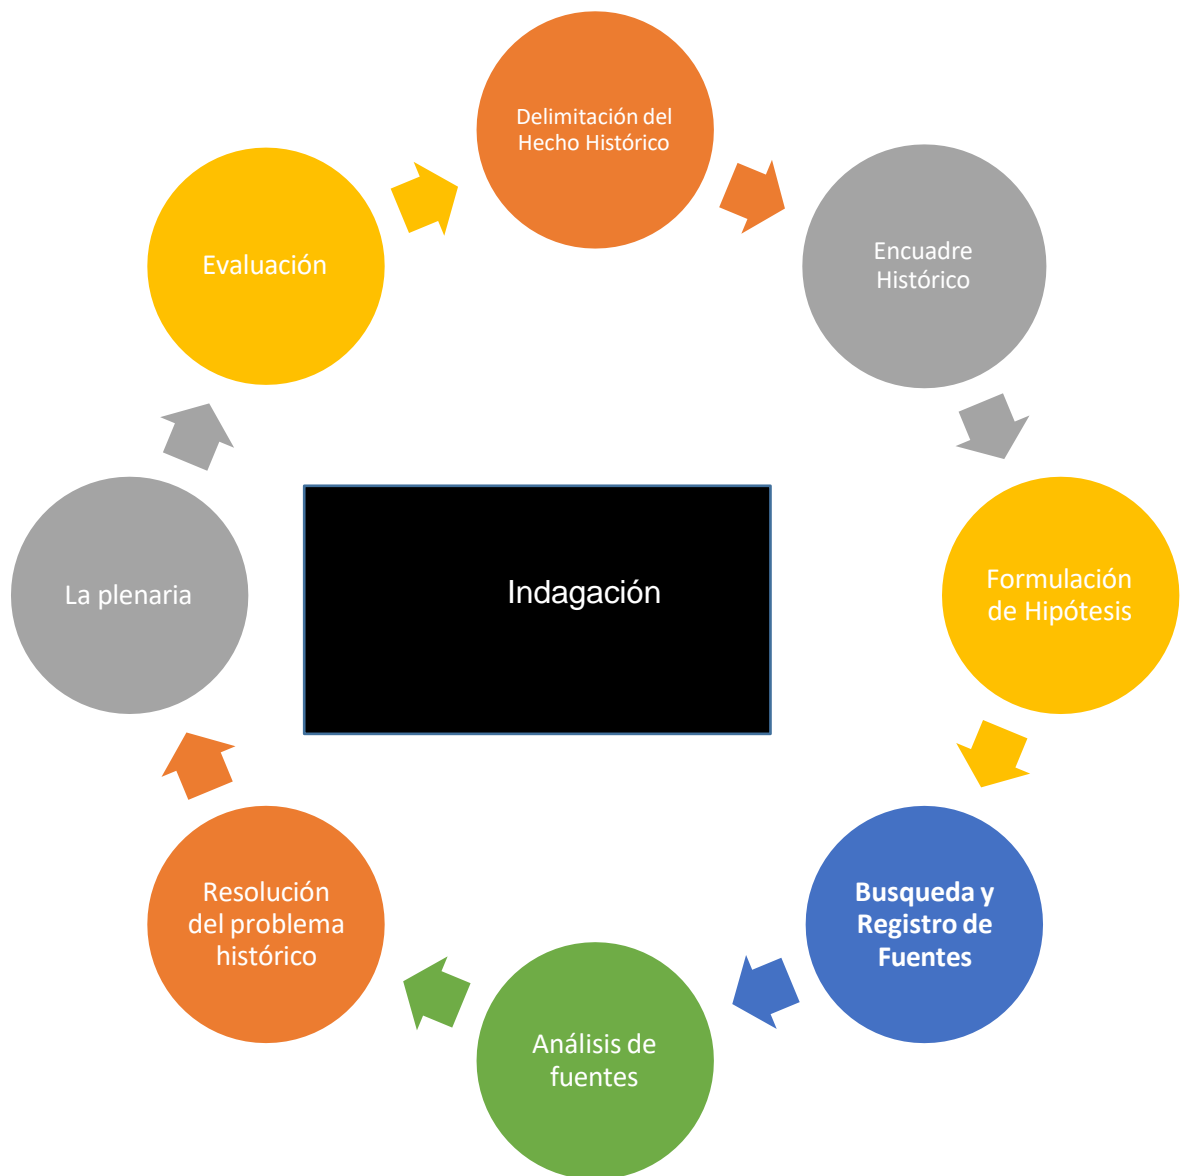 Delimitación del
Hecho Histórico
Encuadre
Histórico
Formulación
de Hipótesis
Busqueda y
Registro de
Fuentes
Análisis de
fuentes
Resolución
del problema
histórico
La plenaria
Evaluación
Indagación